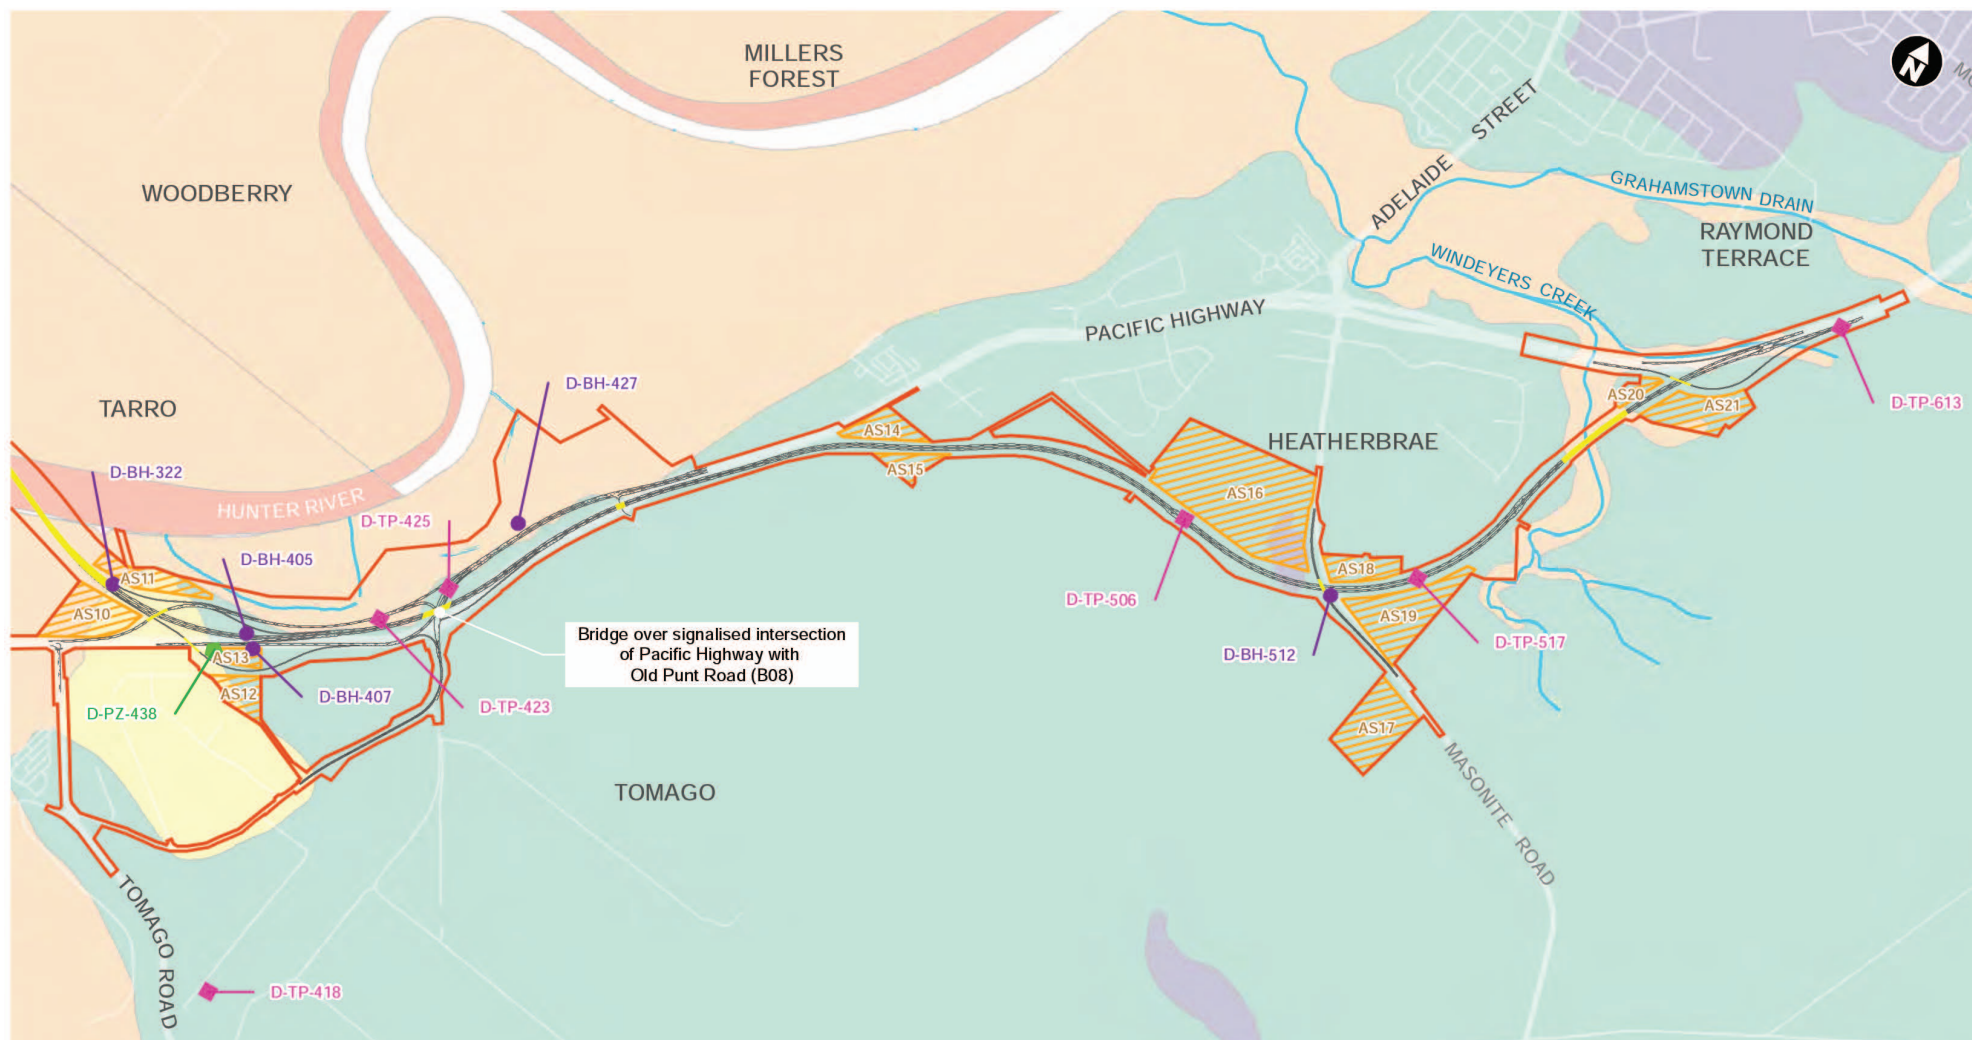 MILLERS
FOREST
N
STREET
ADELAIDE
WOODBERRY
GRAHAMSTOWN DRAIN
RAYMOND
TERRACE
WINDEYERS CREEK
PACIFIC HIGHWAY
TARRO
D-BH-427
AS20
AS21
D-TP-613
AS14
HEATHERBRAE
AS15
D-BH-322
AS16
HUNTER RIVER
D-TP-425
D-BH-405
AS11
AS18
D-TP-506
AS10
AS19
Bridge over signalised intersection
of Pacific Highway with
Old Punt Road (B08)
D-TP-517
D-BH-512
AS13
AS12
D-BH-407
D-TP-423
D-PZ-438
AS17
TOMAGO
MASONITE ROAD
TOMAGO ROAD
D-TP-418